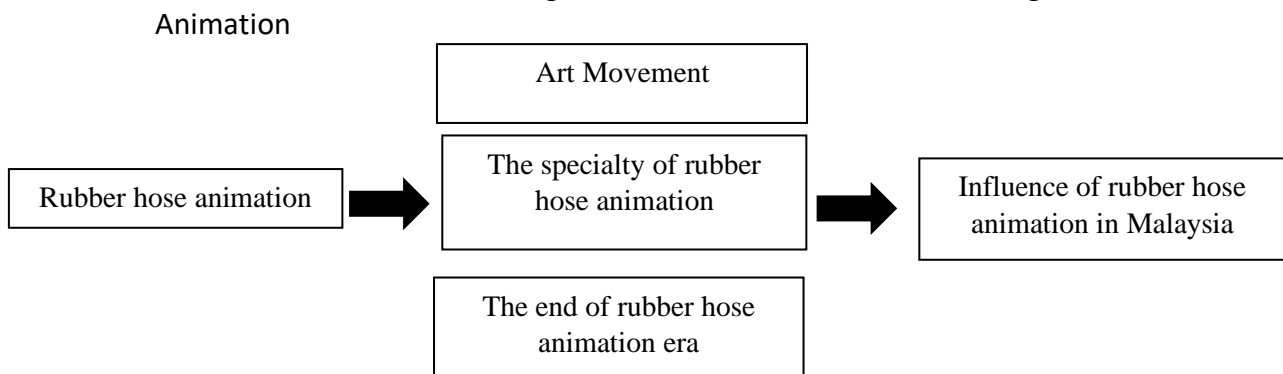 Animation
Art Movement
Rubber hose animation
The specialty of rubber
hose animation
Influence of rubber hose
animation in Malaysia
The end of rubber hose
animation era